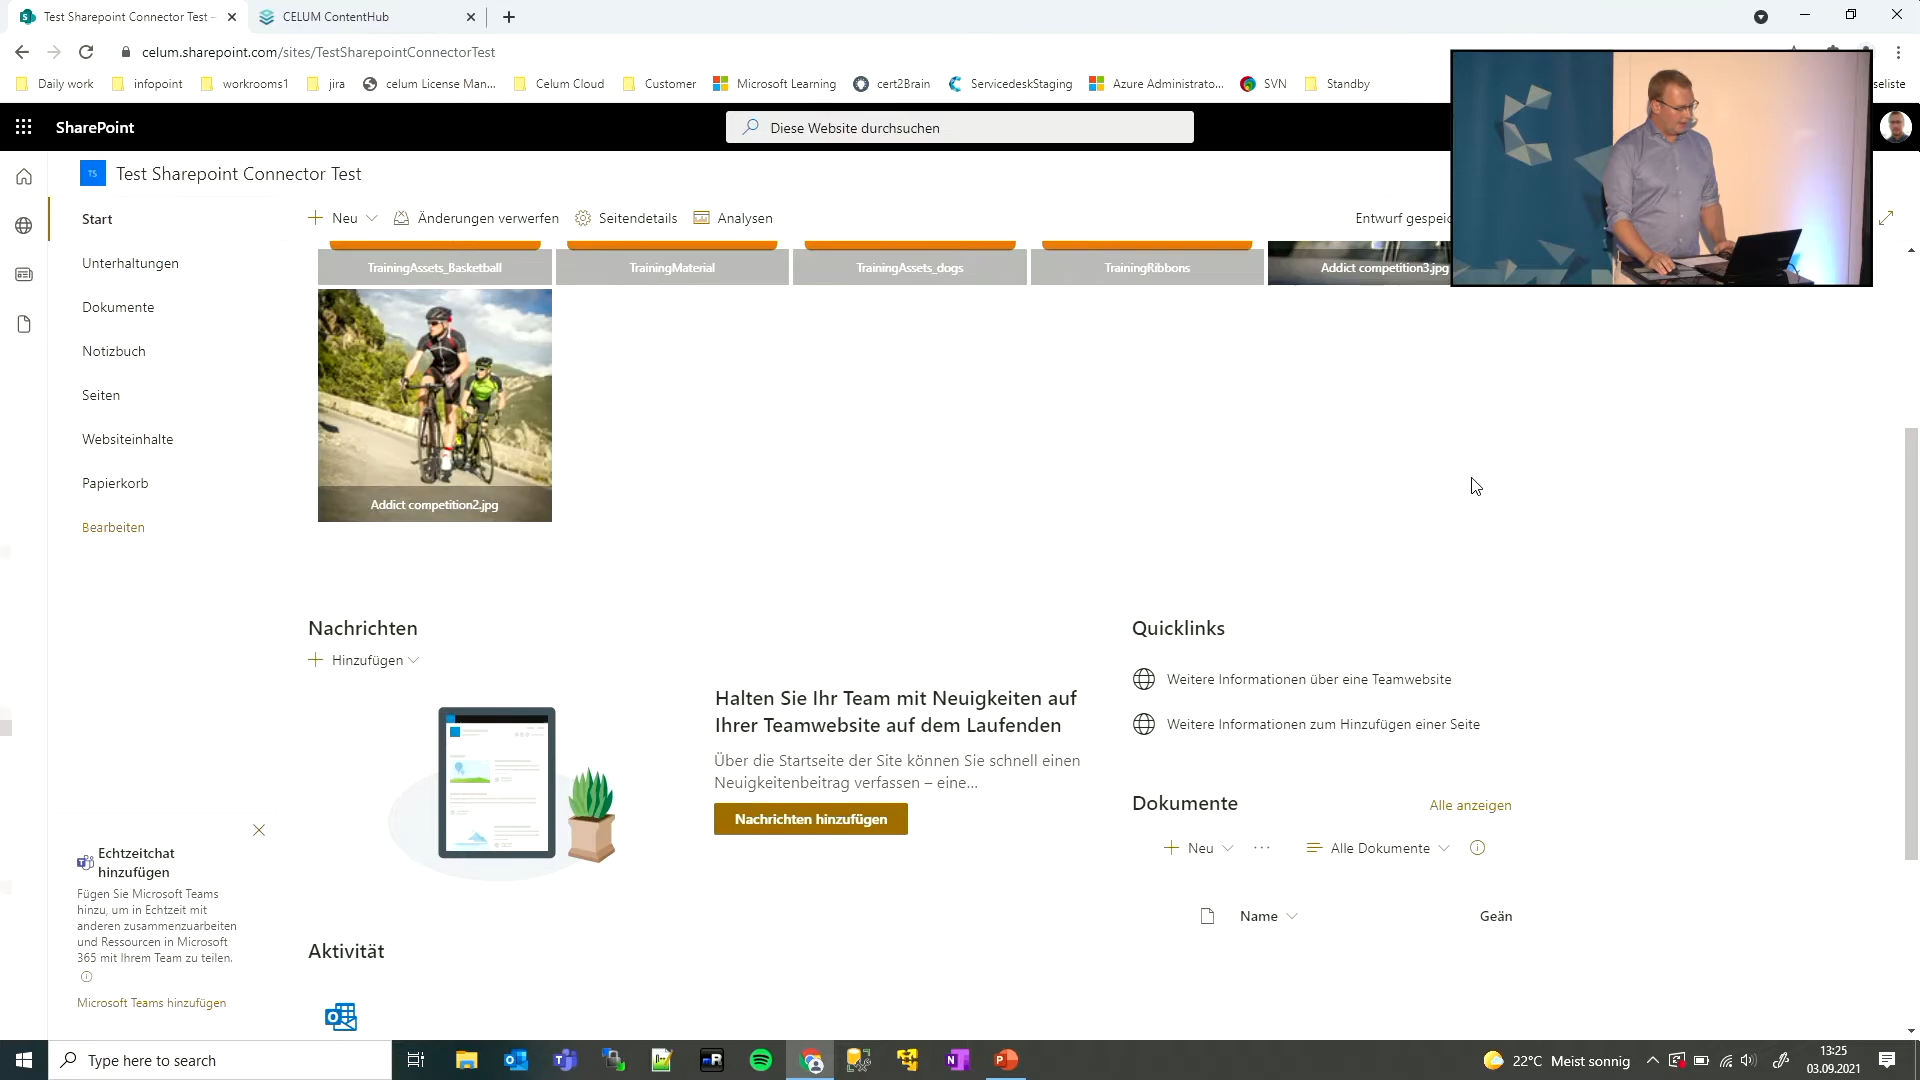 Test Sharepoint Connector Test -
CELUM ContentHub
celum.sharepoint.com/sites/TestSharepointConnectorTest
Daily work
infopoint
workrooms1
jira
celum License Man...
Celum Cloud
Customer
Microsoft Learning
cert2Brain
ServicedeskStaging
Azure Administrato...
SVN
Standby
seliste
SharePoint
Diese Website durchsuchen
TS
Test Sharepoint Connector Test
Start
Unterhaltungen
Dokumente
Notizbuch
Seiten
Websiteinhalte
Papierkorb
Bearbeiten
Neu
Änderungen verwerfen
Seitendetails
Analysen
Entwurf gespeic
TrainingAssets_Basketball
TrainingMaterial
TrainingAssets_dogs
TrainingRibbons
Addict competition3.jpg
Addict competition2.jpg
Nachrichten
Hinzufügen
Halten Sie Ihr Team mit Neuigkeiten auf
Ihrer Teamwebsite auf dem Laufenden
Über die Startseite der Site können Sie schnell einen
Neuigkeitenbeitrag verfassen – eine...
Nachrichten hinzufügen
Quicklinks
Weitere Informationen über eine Teamwebsite
Weitere Informationen zum Hinzufügen einer Seite
Dokumente
Alle anzeigen
Neu
Alle Dokumente
Name
Geän
Aktivität
Echtzeitchat
hinzufügen
Fügen Sie Microsoft Teams
hinzu, um in Echtzeit mit
anderen zusammenzuarbeiten
und Ressourcen in Microsoft
365 mit Ihrem Team zu teilen.
Microsoft Teams hinzufügen
Type here to search
22°C Meist sonnig
13:25
03.09.2021